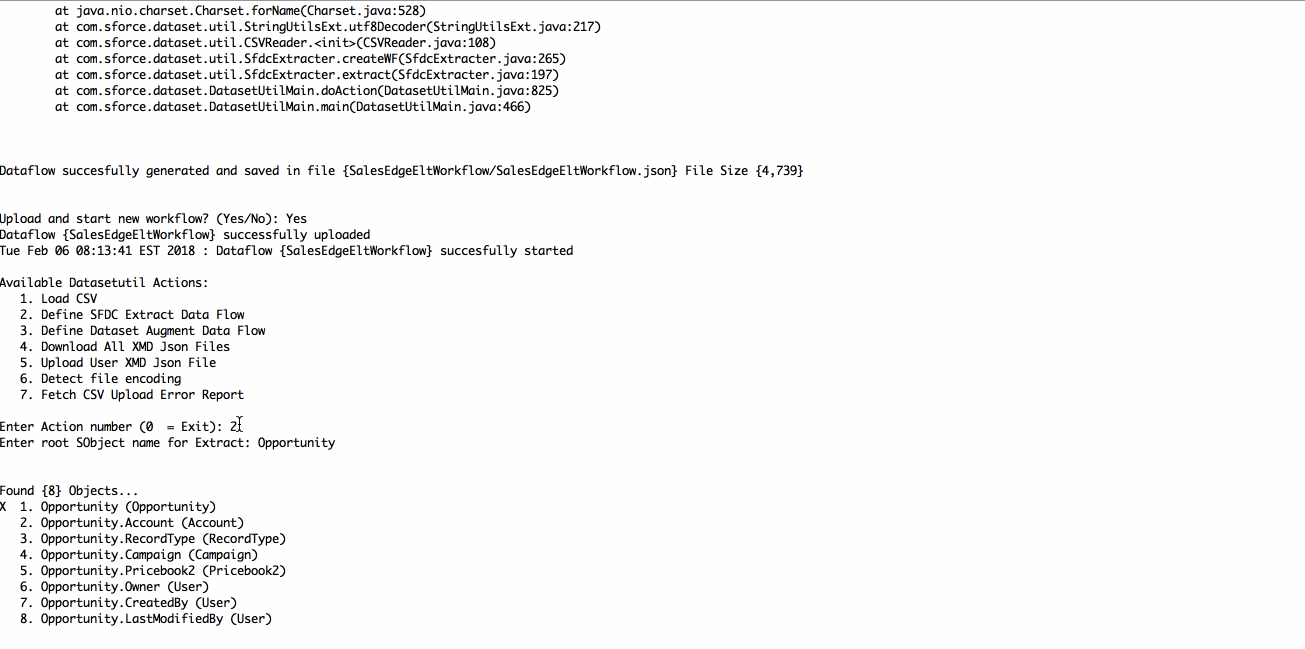 at java.nio.charset.Charset.forName(Charset.java:528)
at com.sforce.dataset.util.StringUtilsExt.utf8Decoder(StringUtilsExt.java:217)
at com.sforce.dataset.util.CSVReader.<init>(CSVReader.java:108)
at com.sforce.dataset.util.SfdcExtracter.createWF(SfdcExtracter.java:265)
at com.sforce.dataset.util.SfdcExtracter.extract(SfdcExtracter.java:197)
at com.sforce.dataset.DatasetUtilMain.doAction(DatasetUtilMain.java:825)
at com.sforce.dataset.DatasetUtilMain.main(DatasetUtilMain.java:466)
Dataflow succesfully generated and saved in file {SalesEdgeEltWorkflow/SalesEdgeEltWorkflow.json} File Size {4,739}
Upload and start new workflow? (Yes/No): Yes
Dataflow {SalesEdgeEltWorkflow} successfully uploaded
Tue Feb 06 08:13:41 EST 2018 : Dataflow {SalesEdgeEltWorkflow} succesfully started
Available Datasetutil Actions:
1. Load CSV
2. Define SFDC Extract Data Flow
3. Define Dataset Augment Data Flow
4. Download All XMD Json Files
5. Upload User XMD Json File
6. Detect file encoding
7. Fetch CSV Upload Error Report
Enter Action number (0  = Exit): 2
Enter root SObject name for Extract: Opportunity
Found {8} Objects...
X  1. Opportunity (Opportunity)
2. Opportunity.Account (Account)
3. Opportunity.RecordType (RecordType)
4. Opportunity.Campaign (Campaign)
5. Opportunity.Pricebook2 (Pricebook2)
6. Opportunity.Owner (User)
7. Opportunity.CreatedBy (User)
8. Opportunity.LastModifiedBy (User)